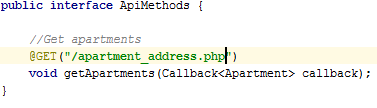 public interface ApiMethods {
//Get apartments
@GET("/apartment_address.php")
void getApartments(Callback<Apartment> callback);
}